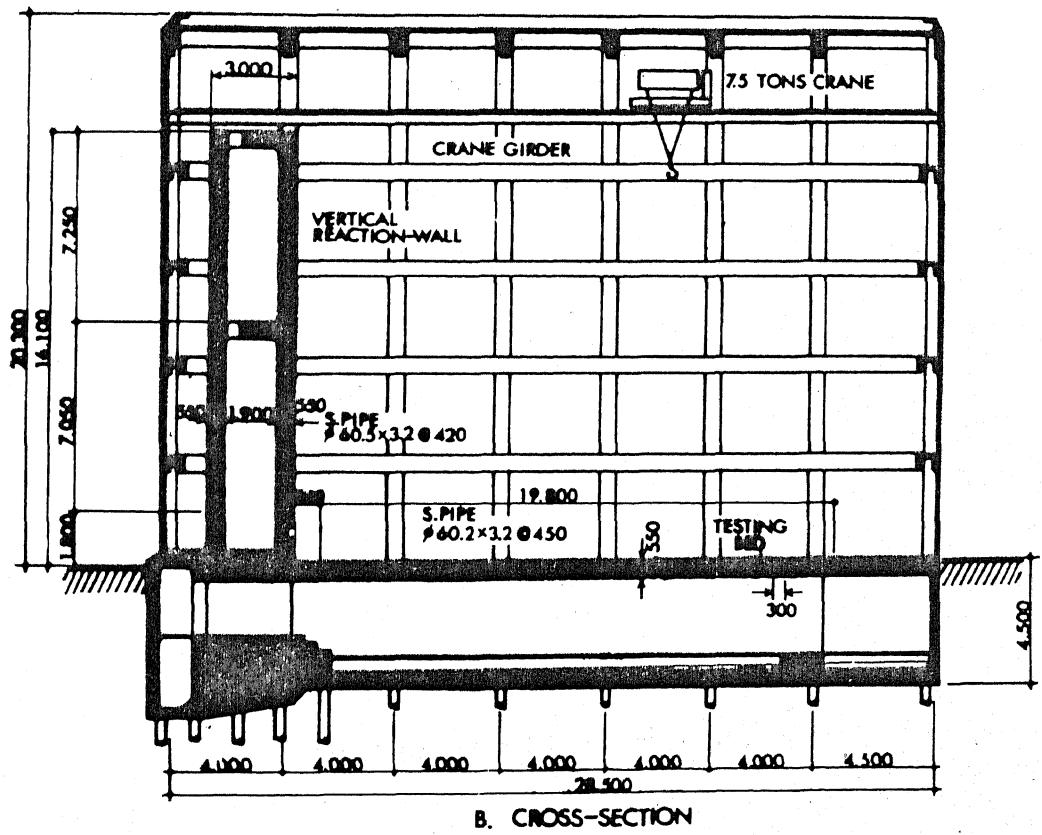 3.000
7.5 TONS CRANE
CRANE GIRDER
VERTICAL
REACTION-WALL
7.250
20.300
16.100
7.050
1.800
550
1.900
550
S.PIPE
φ60.5×3.2@420
19.800
S.PIPE
φ60.2×3.2@450
550
TESTING
BED
300
4.500
4.000
4.000
4.000
4.000
4.000
4.000
4.500
28.500
B. CROSS-SECTION